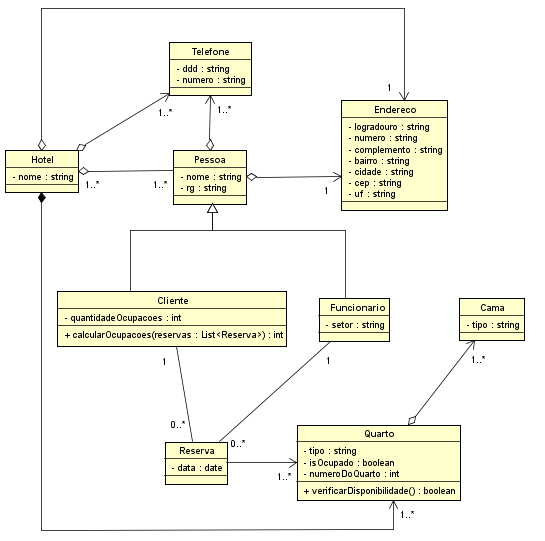 Telefone
- ddd : string
- numero : string
1..*
1..*
1
Endereco
- logradouro : string
- numero : string
- complemento : string
- bairro : string
- cidade : string
- cep : string
- uf : string
Hotel
- nome : string
1..*
1..*
Pessoa
- nome : string
- rg : string
1
Cliente
- quantidadeOcupacoes : int
+ calcularOcupacoes(reservas : List<Reserva>) : int
Funcionario
- setor : string
Cama
- tipo : string
1
1
1..*
0..*
0..*
Reserva
- data : date
1..*
Quarto
- tipo : string
- isOcupado : boolean
- numeroDoQuarto : int
+ verificarDisponibilidade() : boolean
1..*